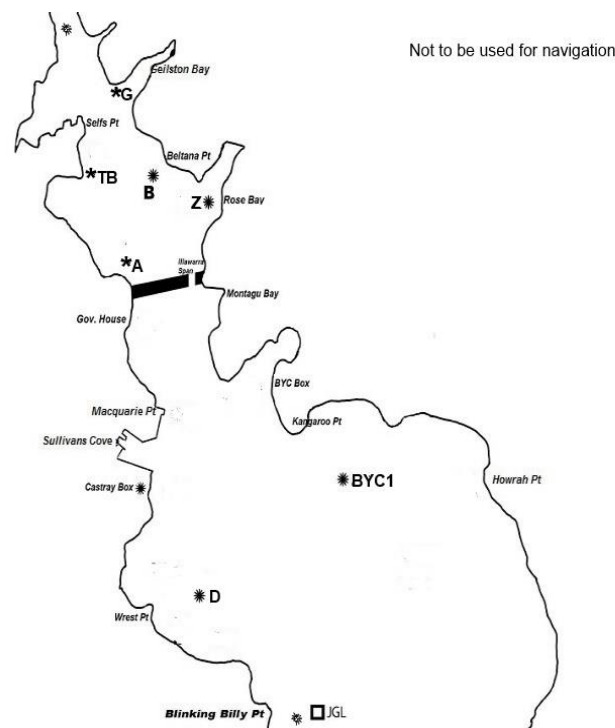 Not to be used for navigation
Geilston Bay
*G
Selfs Pt
Beltana Pt
*TB
B
Z
Rose Bay
*A
Illawarra
Span
Montagu Bay
Gov. House
BYC Box
Macquarie Pt
Kangaroo Pt
Sullivans Cove
BYC1
Howrah Pt
Castray Box
D
Wrest Pt
Blinking Billy Pt
JGL